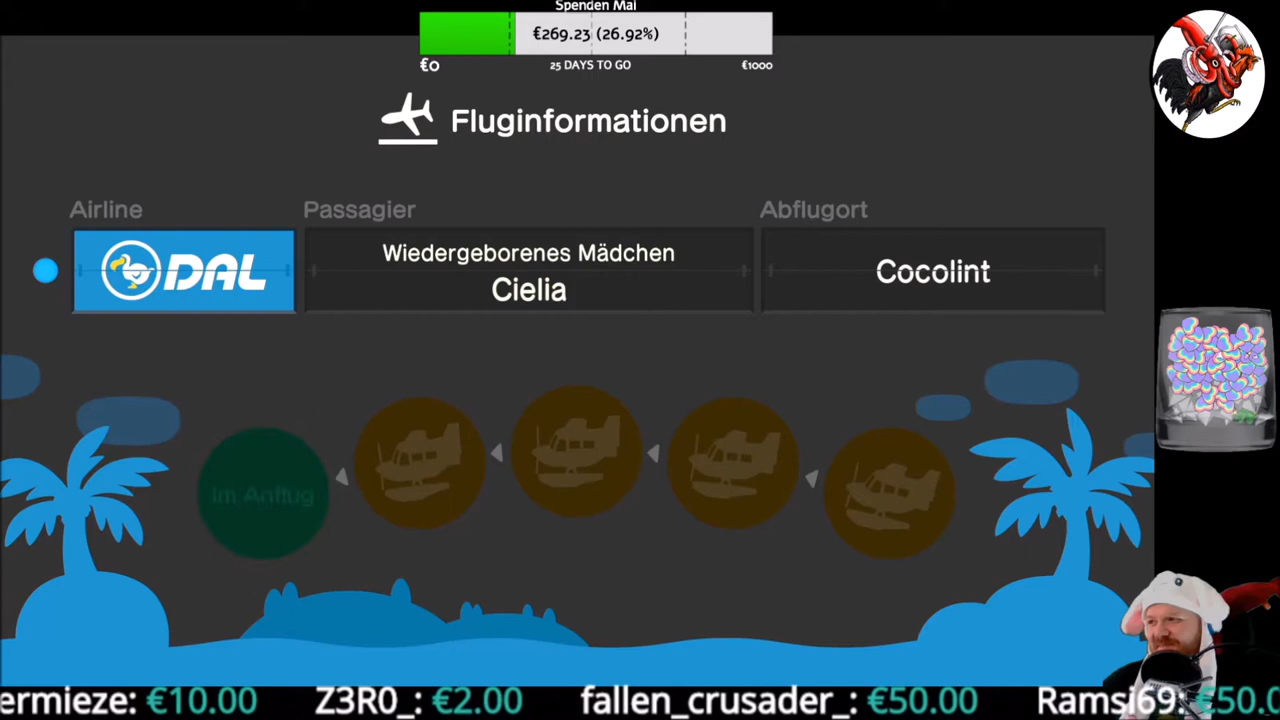 Spenden Mai
€269.23 (26.92%)
€0
25 DAYS TO GO
€1000
Fluginformationen
Airline
Passagier
Abflugort
DAL
Wiedergeborenes Mädchen
Cielia
Cocolint
im Anflug
ermieze: €10.00 Z3R0_: €2.00 fallen_crusader_: €50.00 Ramsi69: €50.0